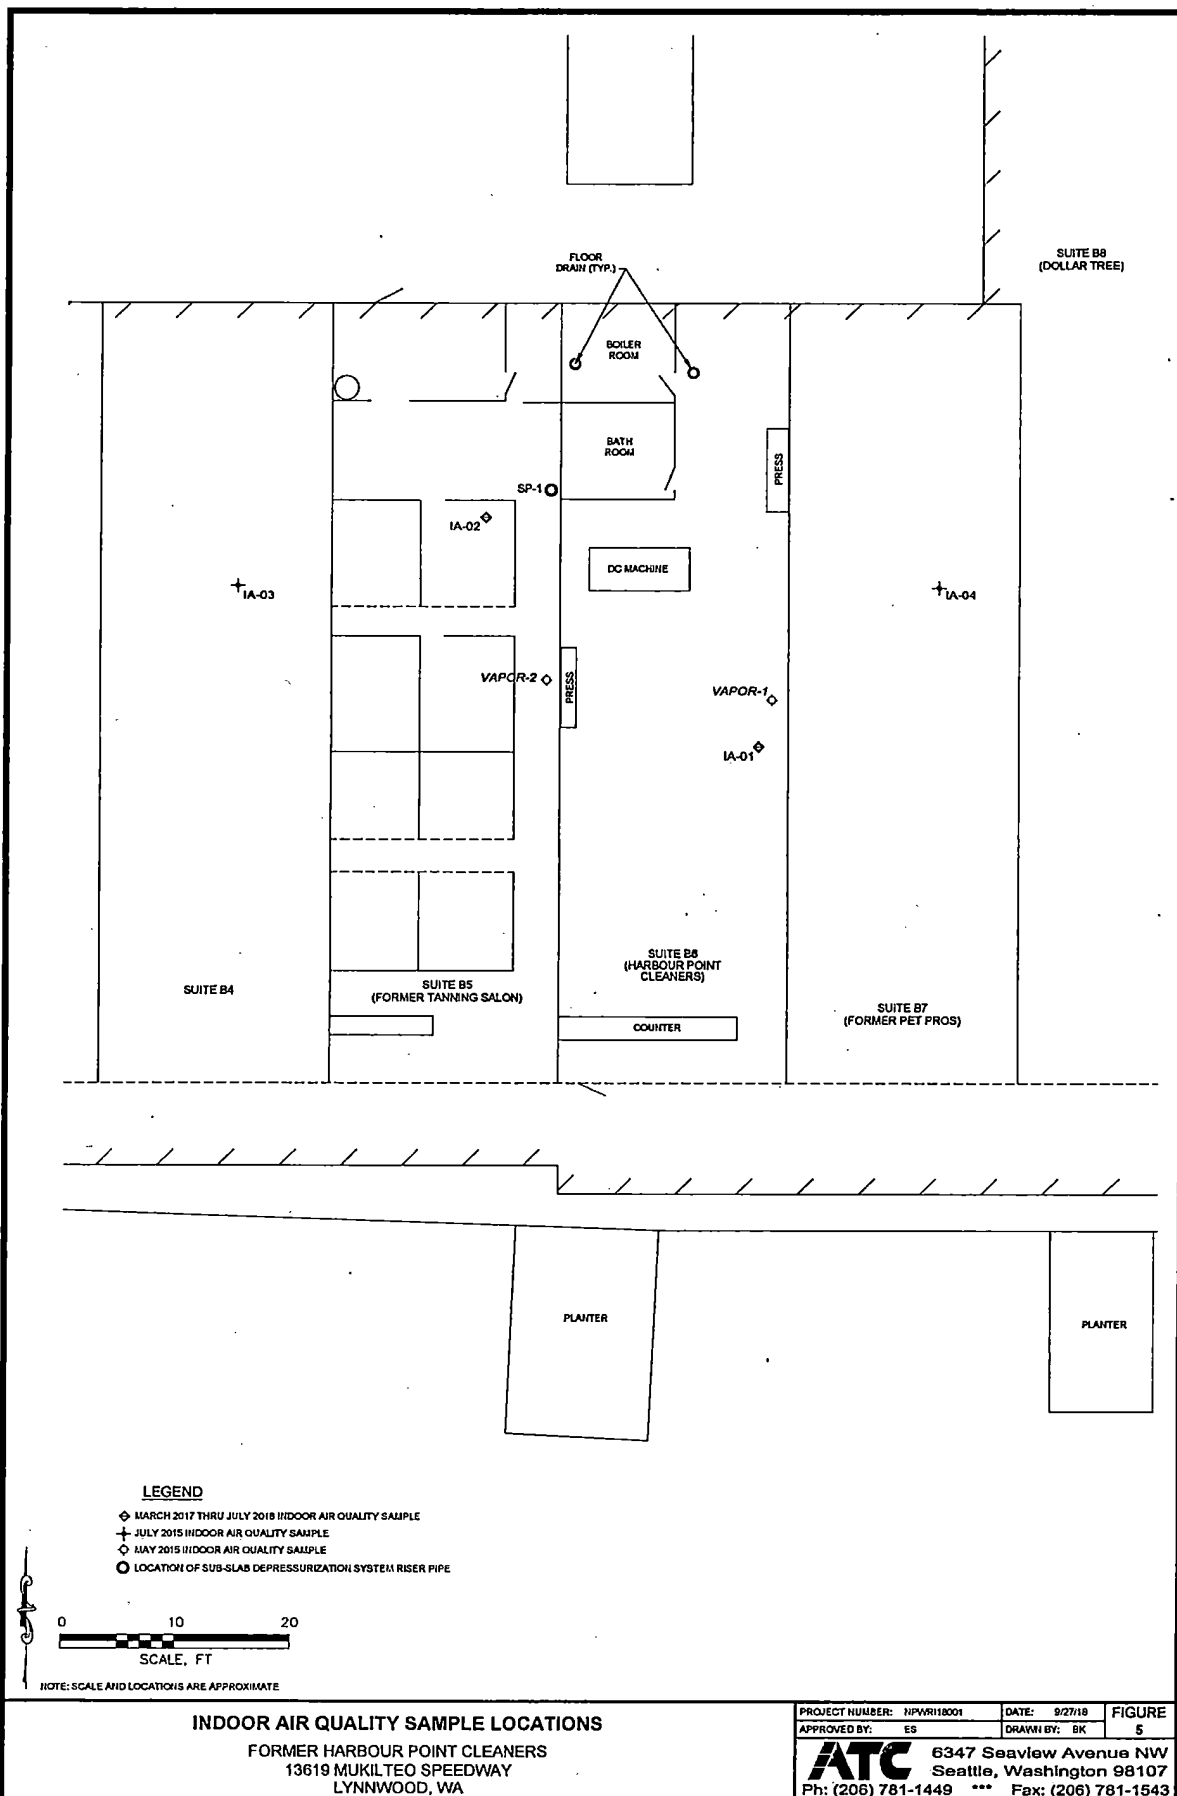 FLOOR
DRAIN (TYP.)
SUITE B8
(DOLLAR TREE)
BOILER
ROOM
BATH
ROOM
PRESS
SP-1
IA-02
DC MACHINE
IA-03
IA-04
VAPOR-2
PRESS
VAPOR-1
IA-01
SUITE B6
(HARBOUR POINT
CLEANERS)
SUITE B4
SUITE B5
(FORMER TANNING SALON)
SUITE B7
(FORMER PET PROS)
COUNTER
PLANTER
PLANTER
LEGEND
MARCH 2017 THRU JULY 2018 INDOOR AIR QUALITY SAMPLE
JULY 2015 INDOOR AIR QUALITY SAMPLE
MAY 2015 INDOOR AIR QUALITY SAMPLE
LOCATION OF SUB-SLAB DEPRESSURIZATION SYSTEM RISER PIPE
0 10 20
SCALE, FT
NOTE: SCALE AND LOCATIONS ARE APPROXIMATE
INDOOR AIR QUALITY SAMPLE LOCATIONS
FORMER HARBOUR POINT CLEANERS
13619 MUKILTEO SPEEDWAY
LYNNWOOD, WA
PROJECT NUMBER: NPWRI18001
DATE: 9/27/18
FIGURE
5
APPROVED BY: ES
DRAWN BY: BK
ATC
6347 Seaview Avenue NW
Seattle, Washington 98107
Ph: (206) 781-1449 *** Fax: (206) 781-1543